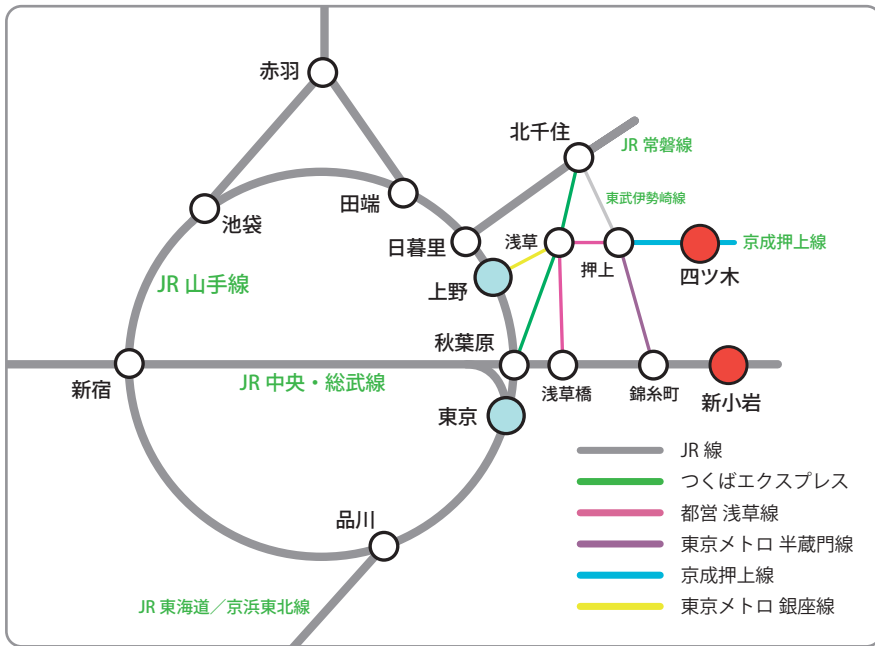 赤羽
北千住
JR 常磐線
田端
東武伊勢崎線
池袋
日暮里
浅草
押上
京成押上線
四ツ木
JR 山手線
上野
秋葉原
新宿
JR 中央・総武線
浅草橋
錦糸町
新小岩
東京
JR 線
つくばエクスプレス
都営 浅草線
品川
東京メトロ 半蔵門線
京成押上線
JR 東海道／京浜東北線
東京メトロ 銀座線